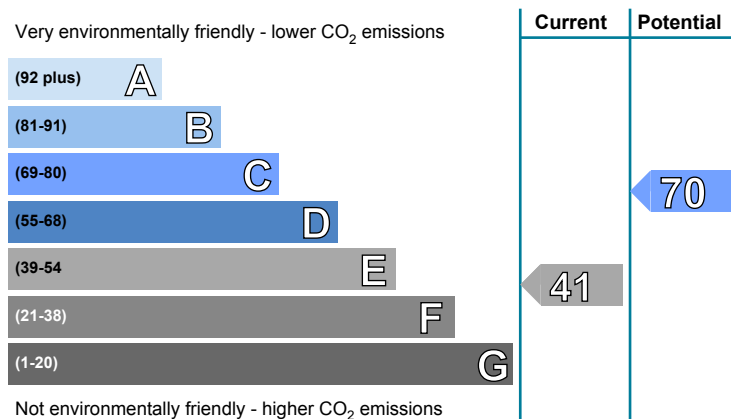 Very environmentally friendly - lower CO2 emissions
Current
Potential
(92 plus) A
(81-91) B
(69-80) C
(55-68) D
(39-54 E
(21-38) F
(1-20) G
41
70
Not environmentally friendly - higher CO2 emissions